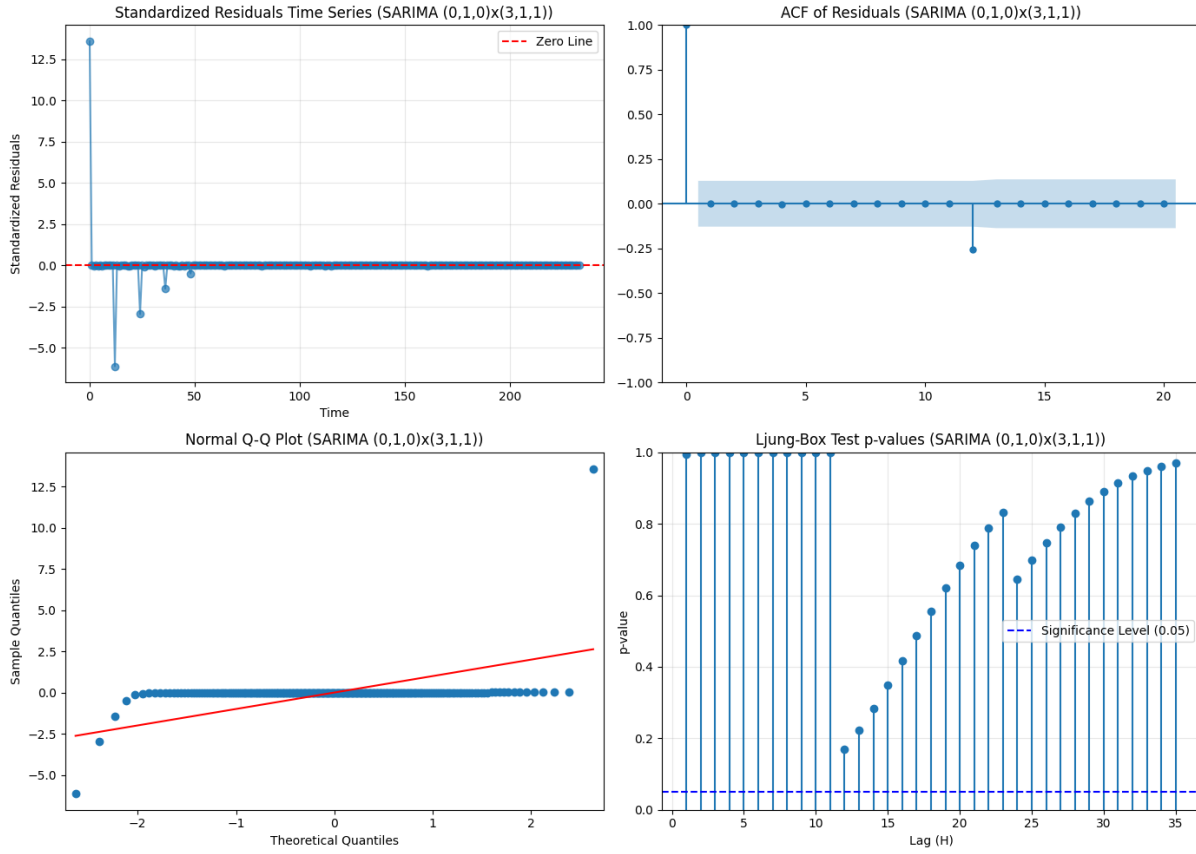 Standardized Residuals Time Series (SARIMA (0,1,0)x(3,1,1))
Standardized Residuals
12.5
10.0
7.5
5.0
2.5
0.0
−2.5
−5.0
Zero Line
0 50 100 150 200
Time
ACF of Residuals (SARIMA (0,1,0)x(3,1,1))
1.00
0.75
0.50
0.25
0.00
−0.25
−0.50
−0.75
−1.00
0 5 10 15 20
Normal Q-Q Plot (SARIMA (0,1,0)x(3,1,1))
Sample Quantiles
12.5
10.0
7.5
5.0
2.5
0.0
−2.5
−5.0
−2 −1 0 1 2
Theoretical Quantiles
Ljung-Box Test p-values (SARIMA (0,1,0)x(3,1,1))
p-value
1.0
0.8
0.6
0.4
0.2
0.0
Significance Level (0.05)
0 5 10 15 20 25 30 35
Lag (H)